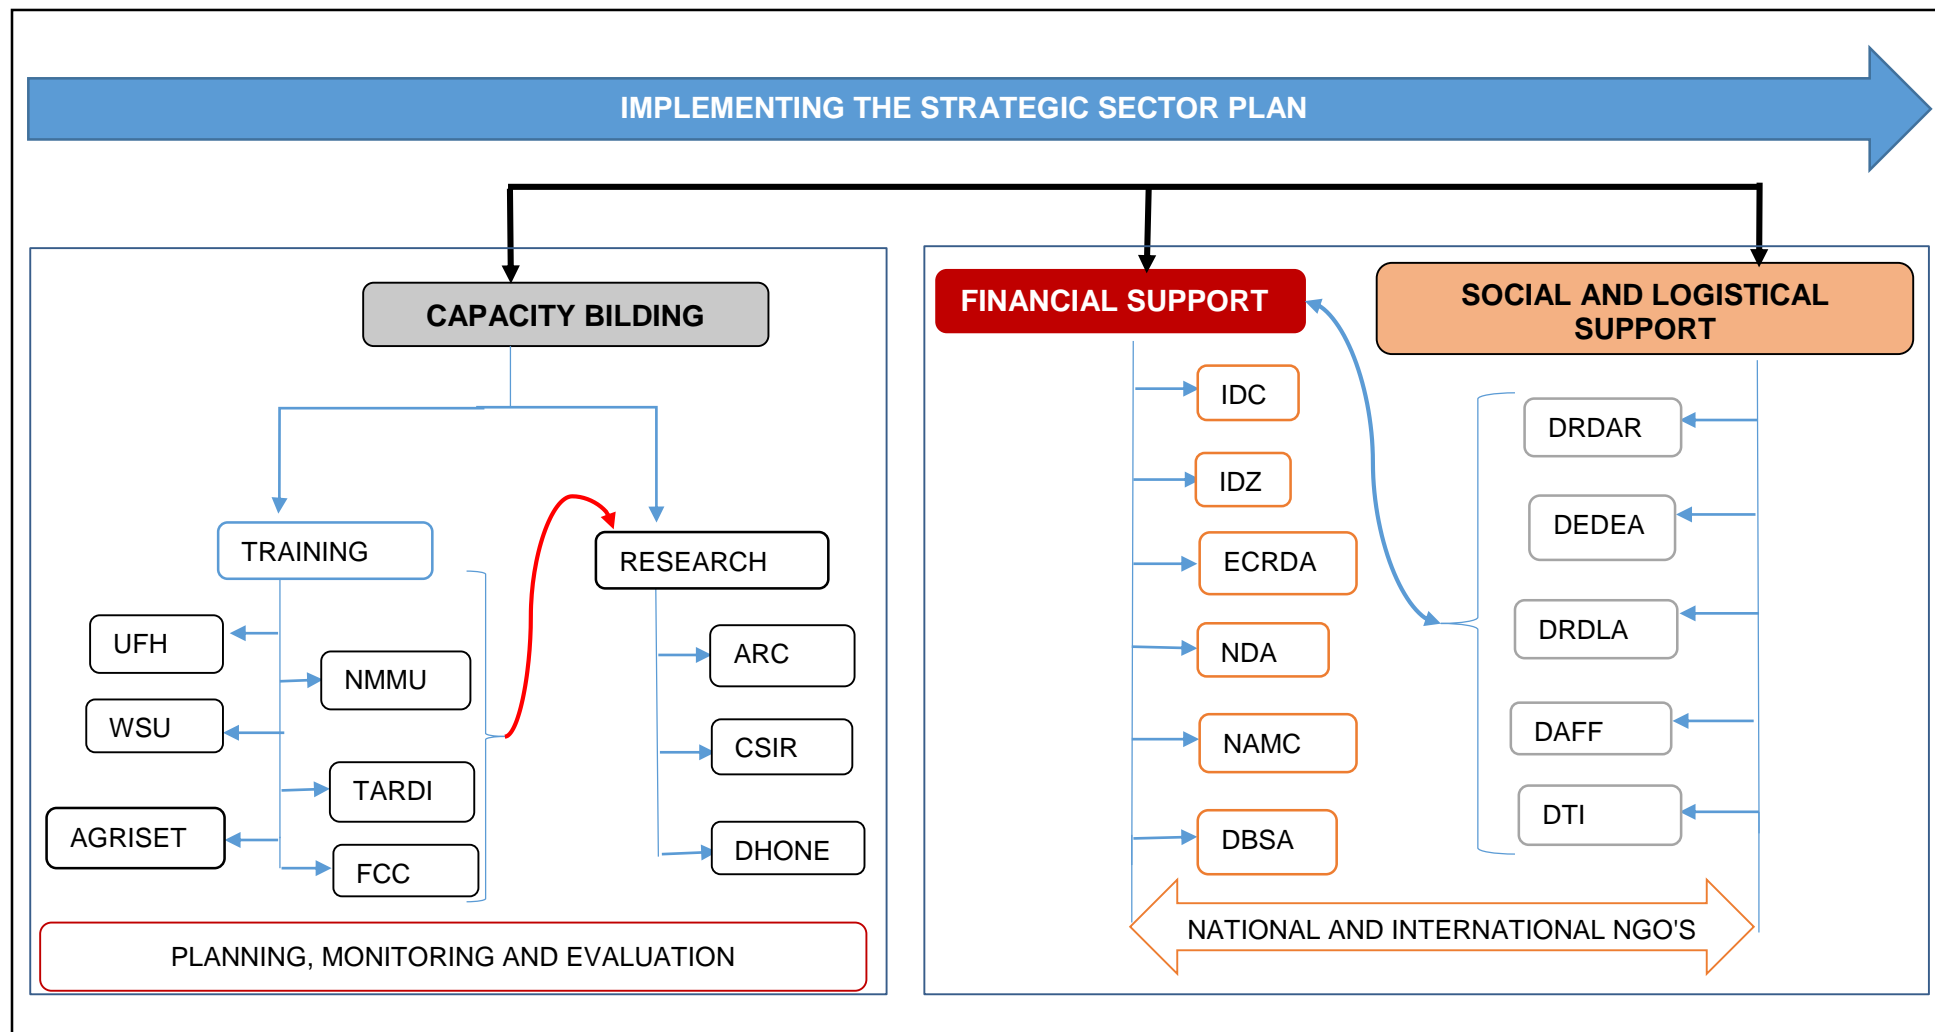 IMPLEMENTING THE STRATEGIC SECTOR PLAN
CAPACITY BILDING
TRAINING
RESEARCH
UFH
NMMU
WSU
TARDI
AGRISET
FCC
ARC
CSIR
DHONE
PLANNING, MONITORING AND EVALUATION
FINANCIAL SUPPORT
IDC
IDZ
ECRDA
NDA
NAMC
DBSA
SOCIAL AND LOGISTICAL
SUPPORT
DRDAR
DEDEA
DRDLA
DAFF
DTI
NATIONAL AND INTERNATIONAL NGO'S